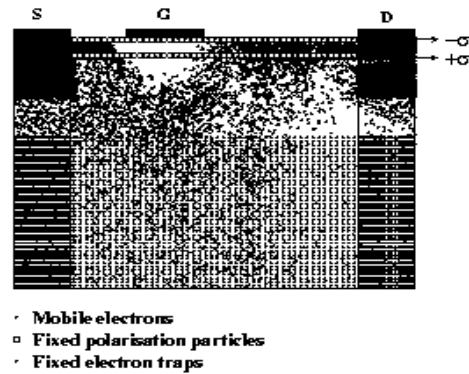 S G D
−σ
+σ
Mobile electrons
Fixed polarisation particles
Fixed electron traps